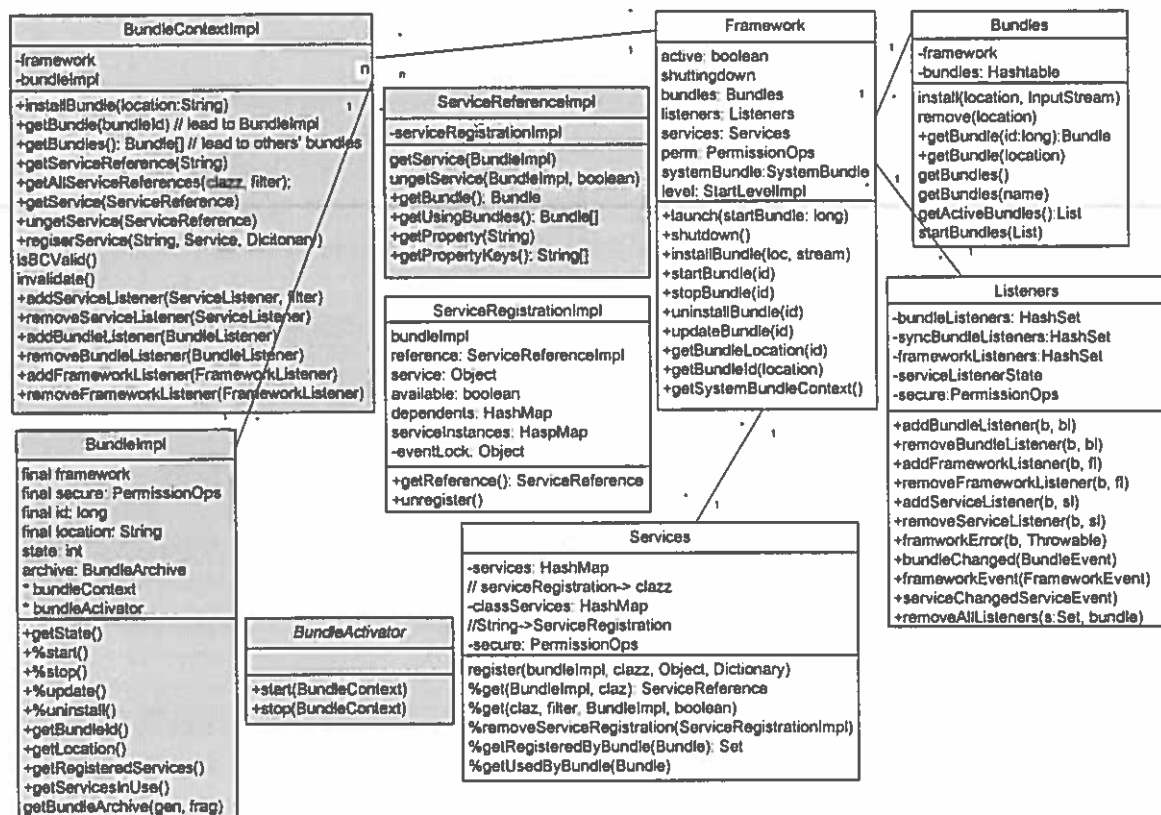 BundleContextImpl
-framework
-bundleImpl
+installBundle(location:String)
+getBundle(bundleId) // lead to BundleImpl
+getBundles(): Bundle[] // lead to others' bundles
+getServiceReference(String)
+getAllServiceReferences(clazz, filter);
+getService(ServiceReference)
+ungetService(ServiceReference)
+regiserService(String, Service, Dicitonary)
isBCValid()
invalidate()
+addServiceListener(ServiceListener, filter)
+removeServiceListener(ServiceListener)
+addBundleListener(BundleListener)
+removeBundleListener(BundleListener)
+addFrameworkListener(FrameworkListener)
+removeFrameworkListener(FrameworkListener)
n
1
n
1
ServiceReferenceImpl
-serviceRegistrationImpl
getService(BundleImpl)
ungetService(BundleImpl, boolean)
+getBundle(): Bundle
+getUsingBundles(): Bundle[]
+getProperty(String)
+getPropertyKeys(): String[]
ServiceRegistrationImpl
bundleImpl
reference: ServiceReferenceImpl
service: Object
available: boolean
dependents: HashMap
serviceInstances: HaspMap
-eventLock. Object
+getReference(): ServiceReference
+unregister()
Framework
active: boolean
shuttingdown
bundles: Bundles
listeners: Listeners
services: Services
perm: PermissionOps
systemBundle:SystemBundle
level: StartLevelImpl
+launch(startBundle: long)
+shutdown()
+installBundle(loc, stream)
+startBundle(id)
+stopBundle(id)
+uninstallBundle(id)
+updateBundle(id)
+getBundleLocation(id)
+getBundleId(location)
+getSystemBundleContext()
1
1
1
1
1
1
Bundles
-framework
-bundles: Hashtable
install(location, InputStream)
remove(location)
+getBundle(id:long):Bundle
+getBundle(location)
getBundles()
getBundles(name)
getActiveBundles():List
startBundles(List)
Listeners
-bundleListeners: HashSet
-syncBundleListeners:HashSet
-frameworkListeners:HashSet
-serviceListenerState
-secure:PermissionOps
+addBundleListener(b, bl)
+removeBundleListener(b, bl)
+addFrameworkListener(b, fl)
+removeFrameworkListener(b, fl)
+addServiceListener(b, sl)
+removeServiceListener(b, sl)
+framworkError(b, Throwable)
+bundleChanged(BundleEvent)
+frameworkEvent(FrameworkEvent)
+serviceChangedServiceEvent)
+removeAllListeners(s:Set, bundle)
BundleImpl
final framework
final secure: PermissionOps
final id: long
final location: String
state: int
archive: BundleArchive
* bundleContext
* bundleActivator
+getState()
+%start()
+%stop()
+%update()
+%uninstall()
+getBundleId()
+getLocation()
+getRegisteredServices()
+getServicesInUse()
getBundleArchive(gen, frag)
BundleActivator
+start(BundleContext)
+stop(BundleContext)
Services
-services: HashMap
// serviceRegistration-> clazz
-classServices: HashMap
//String->ServiceRegistration
-secure: PermissionOps
register(bundleImpl, clazz, Object, Dictionary)
%get(BundleImpl, claz): ServiceReference
%get(claz, filter, BundleImpl, boolean)
%removeServiceRegistration(ServiceRegistrationImpl)
%getRegisteredByBundle(Bundle): Set
%getUsedByBundle(Bundle)